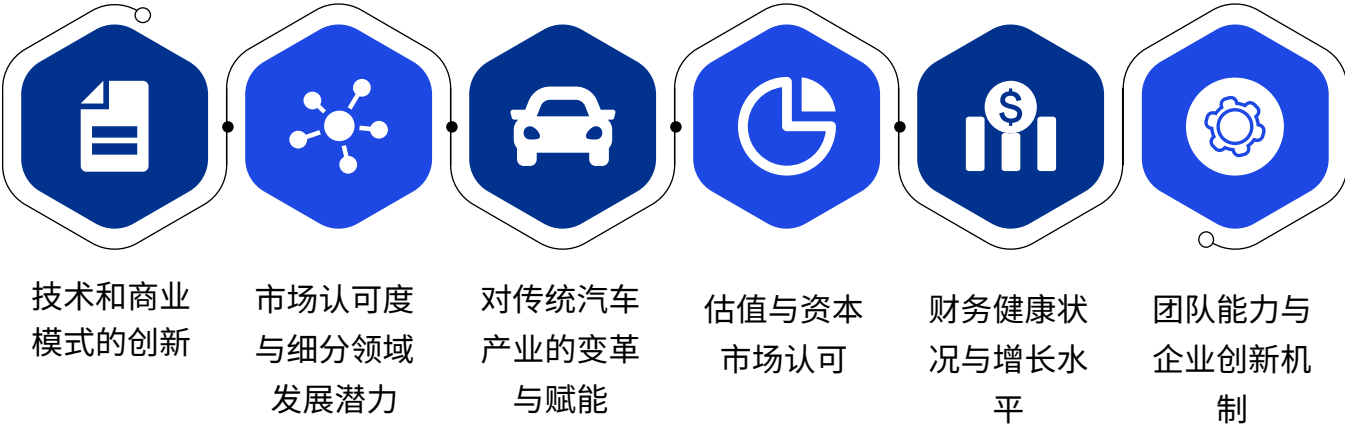 技术和商业
模式的创新
市场认可度
与细分领域
发展潜力
对传统汽车
产业的变革
与赋能
估值与资本
市场认可
$
财务健康状
况与增长水
平
团队能力与
企业创新机
制